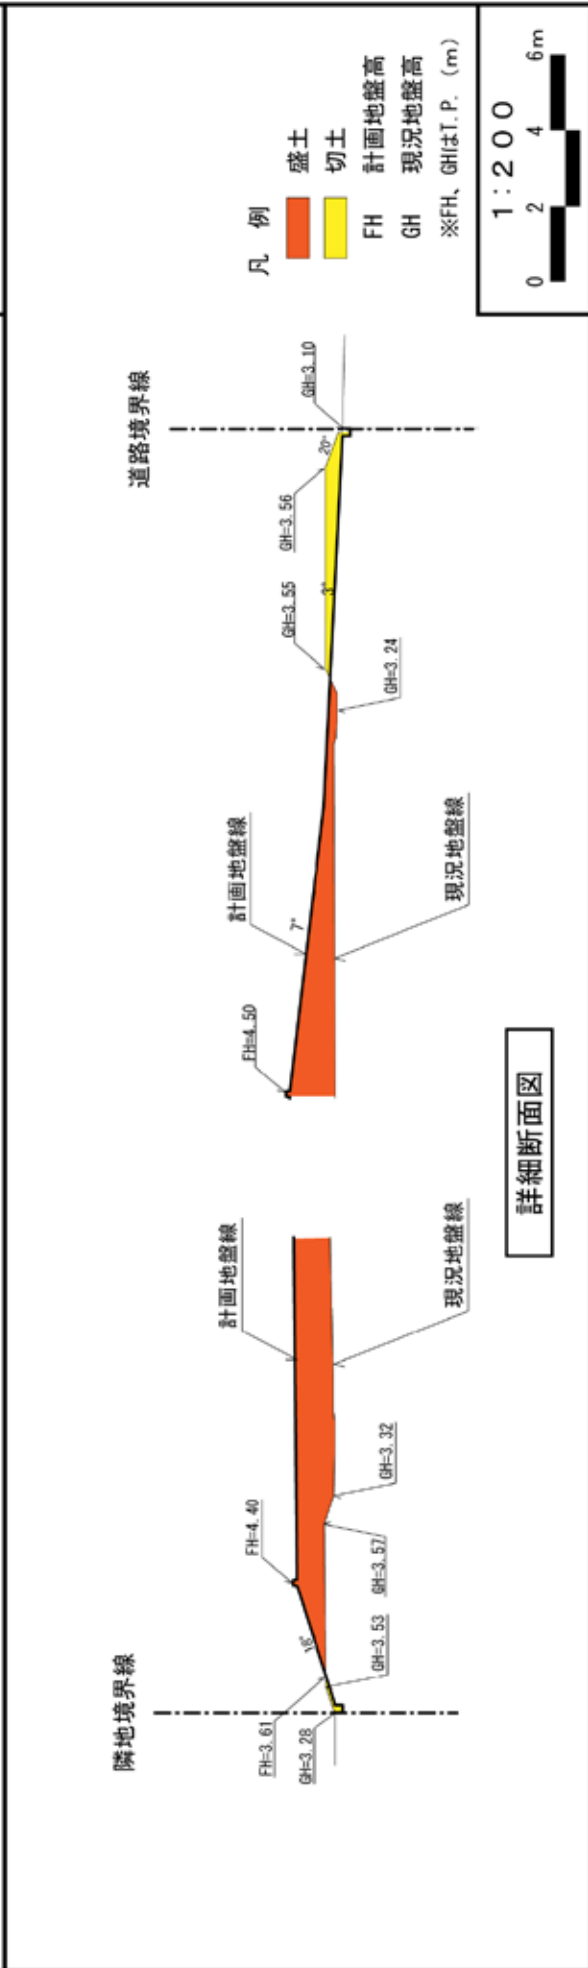 隣地境界線
FH=3.61
GH=3.28
18°
GH=3.53
FH=4.40
GH=3.57
GH=3.32
計画地盤線
現況地盤線
FH=4.50
7°
計画地盤線
現況地盤線
GH=3.24
GH=3.55
3°
GH=3.56
20°
GH=3.10
道路境界線
詳細断面図
凡 例
盛土
切土
FH 計画地盤高
GH 現況地盤高
※FH、GHはT.P.(m)
1:200
0 2 4 6m